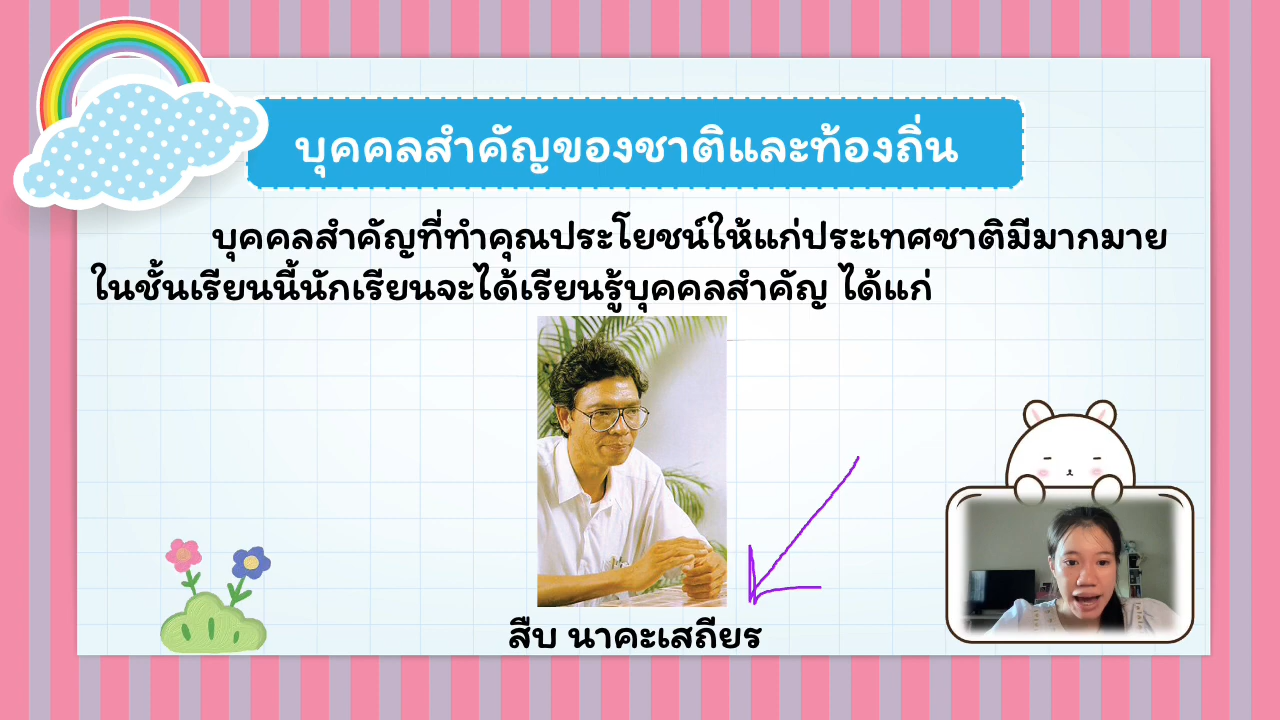 บุคคลสำคัญของชาติและท้องถิ่น
บุคคลสำคัญที่ทำคุณประโยชน์ให้แก่ประเทศชาติมีมากมาย
ในชั้นเรียนนี้นักเรียนจะได้เรียนรู้บุคคลสำคัญ ได้แก่
สืบ นาคะเสถียร